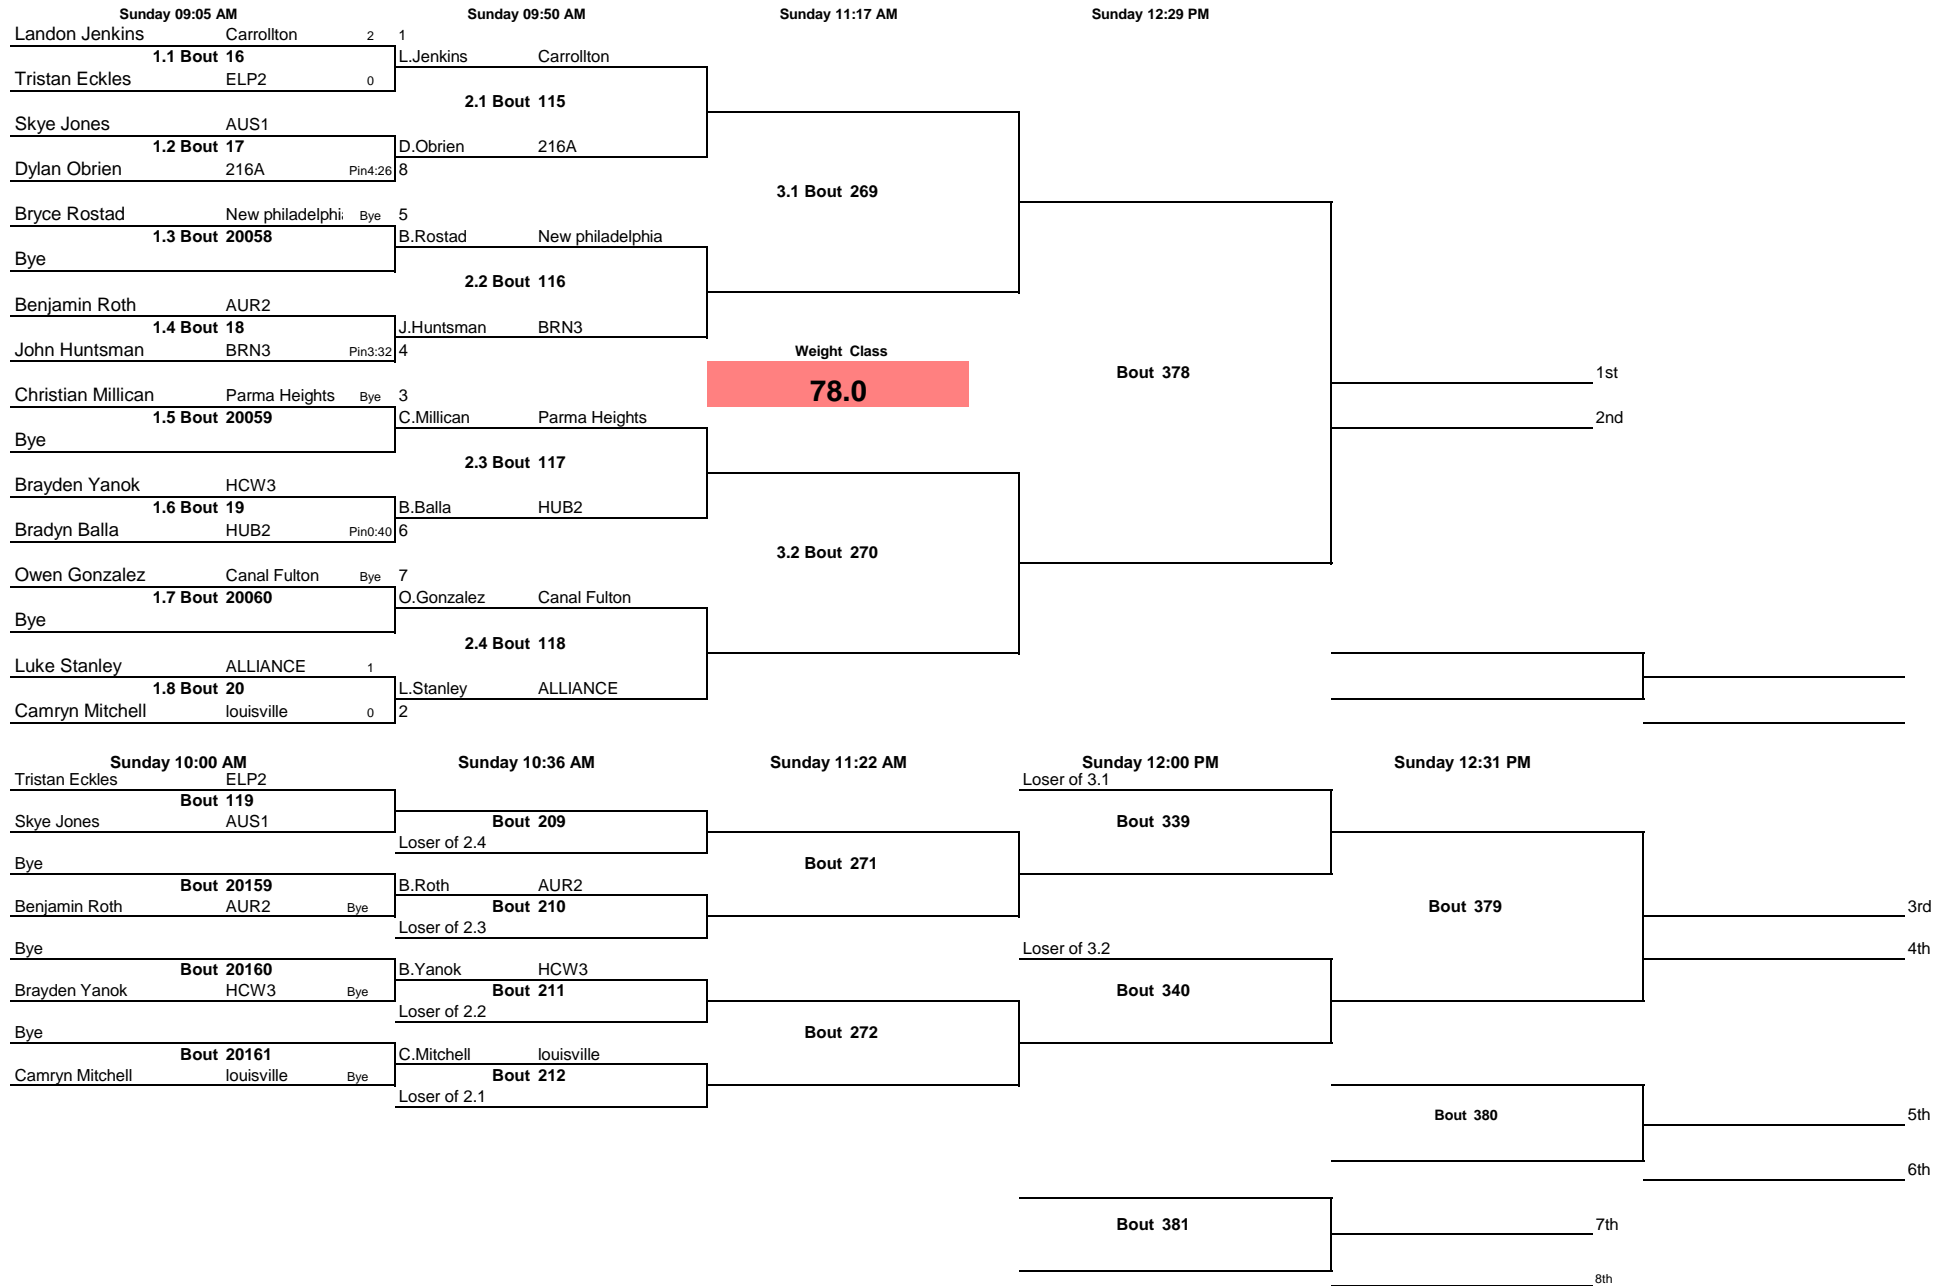 Sunday 09:05 AM Sunday 09:50 AM Sunday 11:17 AM Sunday 12:29 PM
Landon Jenkins Carrollton 2 1
1.1 Bout 16 L.Jenkins Carrollton
Tristan Eckles ELP2 0
2.1 Bout 115
Skye Jones AUS1
1.2 Bout 17 D.Obrien 216A
Dylan Obrien 216A Pin4:26 8
3.1 Bout 269
Bryce Rostad New philadelphi Bye 5
1.3 Bout 20058 B.Rostad New philadelphia
Bye
2.2 Bout 116
Benjamin Roth AUR2
1.4 Bout 18 J.Huntsman BRN3
John Huntsman BRN3 Pin3:32 4 Weight Class
Bout 378 1st
Christian Millican Parma Heights Bye 3 78.0
1.5 Bout 20059 C.Millican Parma Heights 2nd
Bye
2.3 Bout 117
Brayden Yanok HCW3
1.6 Bout 19 B.Balla HUB2
Bradyn Balla HUB2 Pin0:40 6
3.2 Bout 270
Owen Gonzalez Canal Fulton Bye 7
1.7 Bout 20060 O.Gonzalez Canal Fulton
Bye
2.4 Bout 118
Luke Stanley ALLIANCE 1
1.8 Bout 20 L.Stanley ALLIANCE
Camryn Mitchell louisville 0 2
Sunday 10:00 AM Sunday 10:36 AM Sunday 11:22 AM Sunday 12:00 PM Sunday 12:31 PM
Tristan Eckles ELP2 Loser of 3.1
Bout 119
Skye Jones AUS1 Bout 209 Bout 339
Loser of 2.4
Bye Bout 271
Bout 20159 B.Roth AUR2
Benjamin Roth AUR2 Bye Bout 210 Bout 379 3rd
Loser of 2.3
Bye Loser of 3.2 4th
Bout 20160 B.Yanok HCW3
Brayden Yanok HCW3 Bye Bout 211 Bout 340
Loser of 2.2
Bye Bout 272
Bout 20161 C.Mitchell louisville
Camryn Mitchell louisville Bye Bout 212
Loser of 2.1
Bout 380 5th
6th
Bout 381 7th
8th